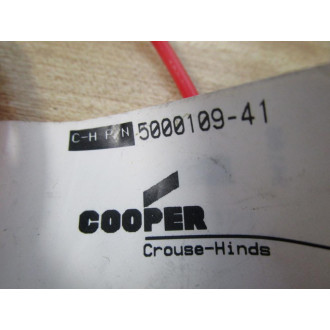 C-H P/N 5000109-41
COOPER
Crouse-Hinds